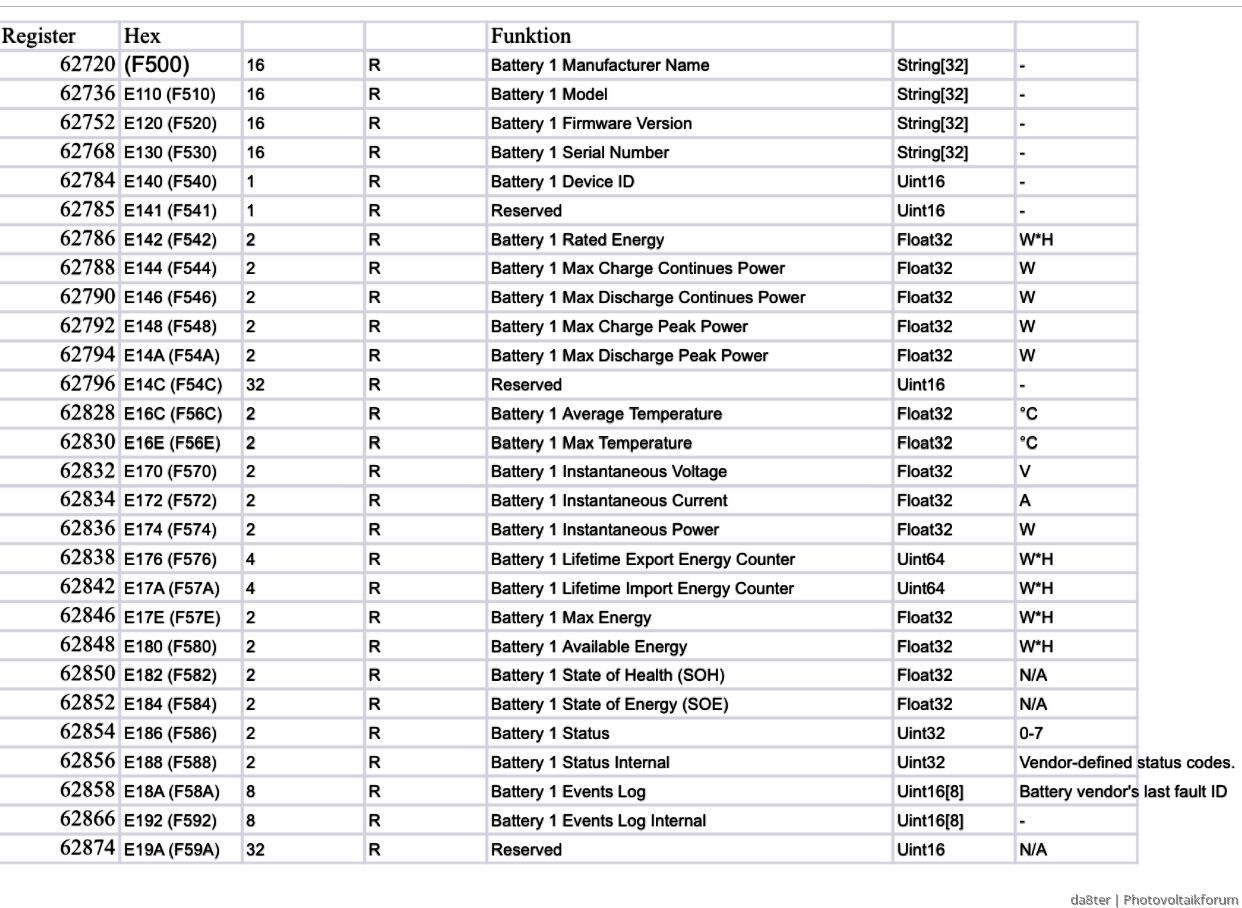 Register Hex Funktion
62720 (F500) 16 R Battery 1 Manufacturer Name String[32] -
62736 E110 (F510) 16 R Battery 1 Model String[32] -
62752 E120 (F520) 16 R Battery 1 Firmware Version String[32] -
62768 E130 (F530) 16 R Battery 1 Serial Number String[32] -
62784 E140 (F540) 1 R Battery 1 Device ID Uint16 -
62785 E141 (F541) 1 R Reserved Uint16 -
62786 E142 (F542) 2 R Battery 1 Rated Energy Float32 W*H
62788 E144 (F544) 2 R Battery 1 Max Charge Continues Power Float32 W
62790 E146 (F546) 2 R Battery 1 Max Discharge Continues Power Float32 W
62792 E148 (F548) 2 R Battery 1 Max Charge Peak Power Float32 W
62794 E14A (F54A) 2 R Battery 1 Max Discharge Peak Power Float32 W
62796 E14C (F54C) 32 R Reserved Uint16 -
62828 E16C (F56C) 2 R Battery 1 Average Temperature Float32 °C
62830 E16E (F56E) 2 R Battery 1 Max Temperature Float32 °C
62832 E170 (F570) 2 R Battery 1 Instantaneous Voltage Float32 V
62834 E172 (F572) 2 R Battery 1 Instantaneous Current Float32 A
62836 E174 (F574) 2 R Battery 1 Instantaneous Power Float32 W
62838 E176 (F576) 4 R Battery 1 Lifetime Export Energy Counter Uint64 W*H
62842 E17A (F57A) 4 R Battery 1 Lifetime Import Energy Counter Uint64 W*H
62846 E17E (F57E) 2 R Battery 1 Max Energy Float32 W*H
62848 E180 (F580) 2 R Battery 1 Available Energy Float32 W*H
62850 E182 (F582) 2 R Battery 1 State of Health (SOH) Float32 N/A
62852 E184 (F584) 2 R Battery 1 State of Energy (SOE) Float32 N/A
62854 E186 (F586) 2 R Battery 1 Status Uint32 0-7
62856 E188 (F588) 2 R Battery 1 Status Internal Uint32 Vendor-defined status codes.
62858 E18A (F58A) 8 R Battery 1 Events Log Uint16[8] Battery vendor's last fault ID
62866 E192 (F592) 8 R Battery 1 Events Log Internal Uint16[8] -
62874 E19A (F59A) 32 R Reserved Uint16 N/A
da8ter | Photovoltaikforum